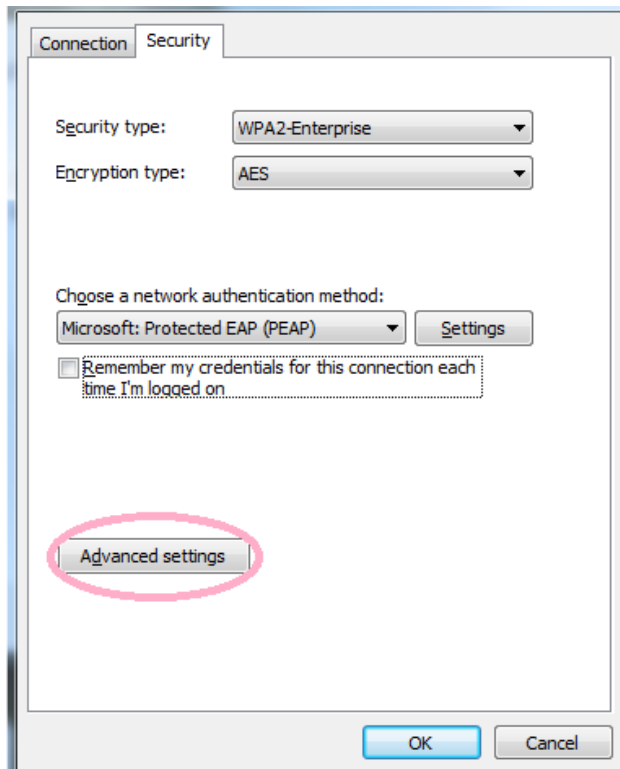 Connection Security
Security type: WPA2-Enterprise
Encryption type: AES
Choose a network authentication method:
Microsoft: Protected EAP (PEAP) Settings
Remember my credentials for this connection each
time I'm logged on
Advanced settings
OK Cancel